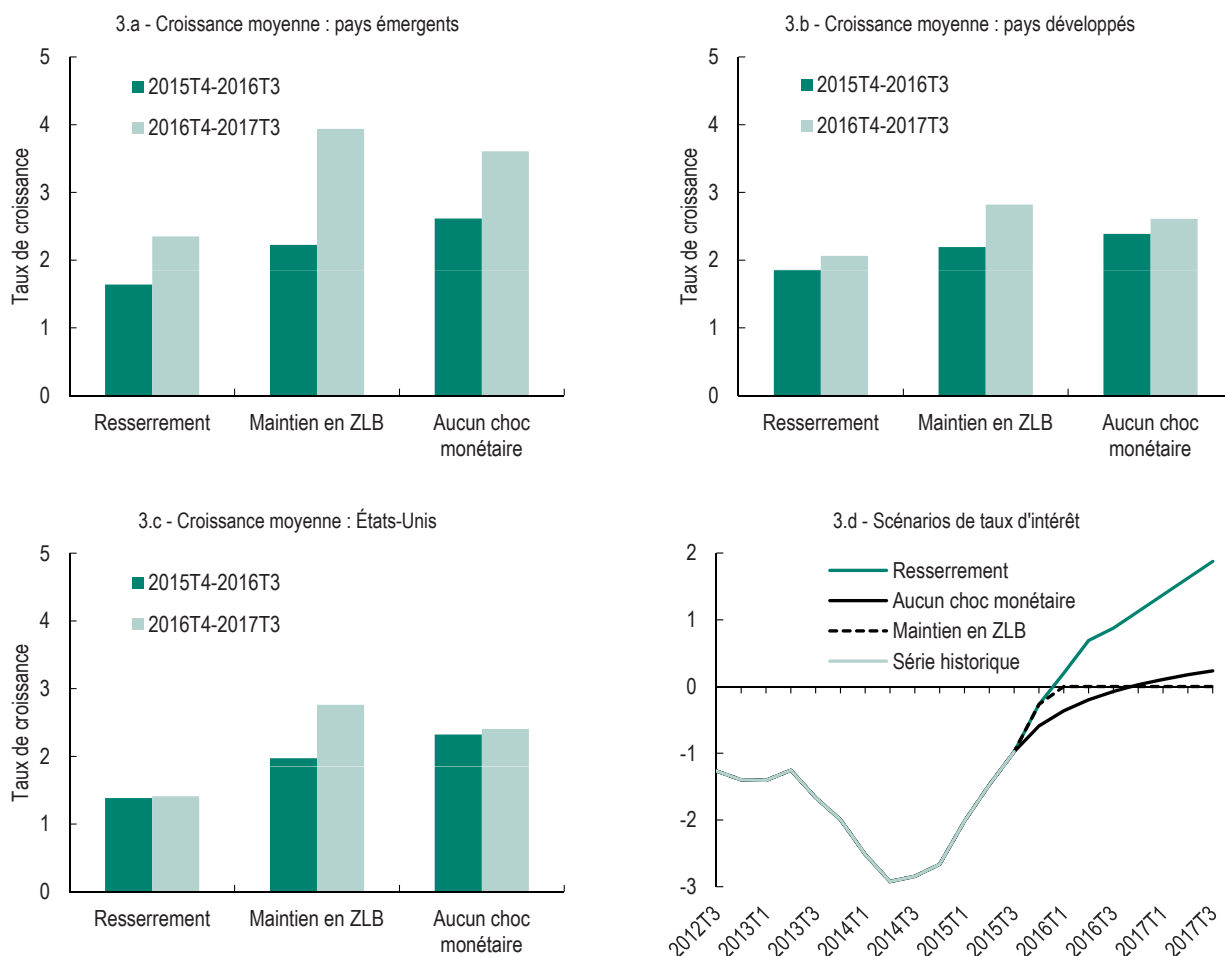 3.a - Croissance moyenne : pays émergents
5
4
3
2
1
0
Taux de croissance
2015T4-2016T3
2016T4-2017T3
Resserrement
Maintien en ZLB
Aucun choc
monétaire
3.b - Croissance moyenne : pays développés
5
4
3
2
1
0
Taux de croissance
2015T4-2016T3
2016T4-2017T3
Resserrement
Maintien en ZLB
Aucun choc
monétaire
3.c - Croissance moyenne : États-Unis
5
4
3
2
1
0
Taux de croissance
2015T4-2016T3
2016T4-2017T3
Resserrement
Maintien en ZLB
Aucun choc
monétaire
3.d - Scénarios de taux d'intérêt
2
1
0
-1
-2
-3
Resserrement
Aucun choc monétaire
Maintien en ZLB
Série historique
2012T3
2013T1
2013T3
2014T1
2014T3
2015T1
2015T3
2016T1
2016T3
2017T1
2017T3